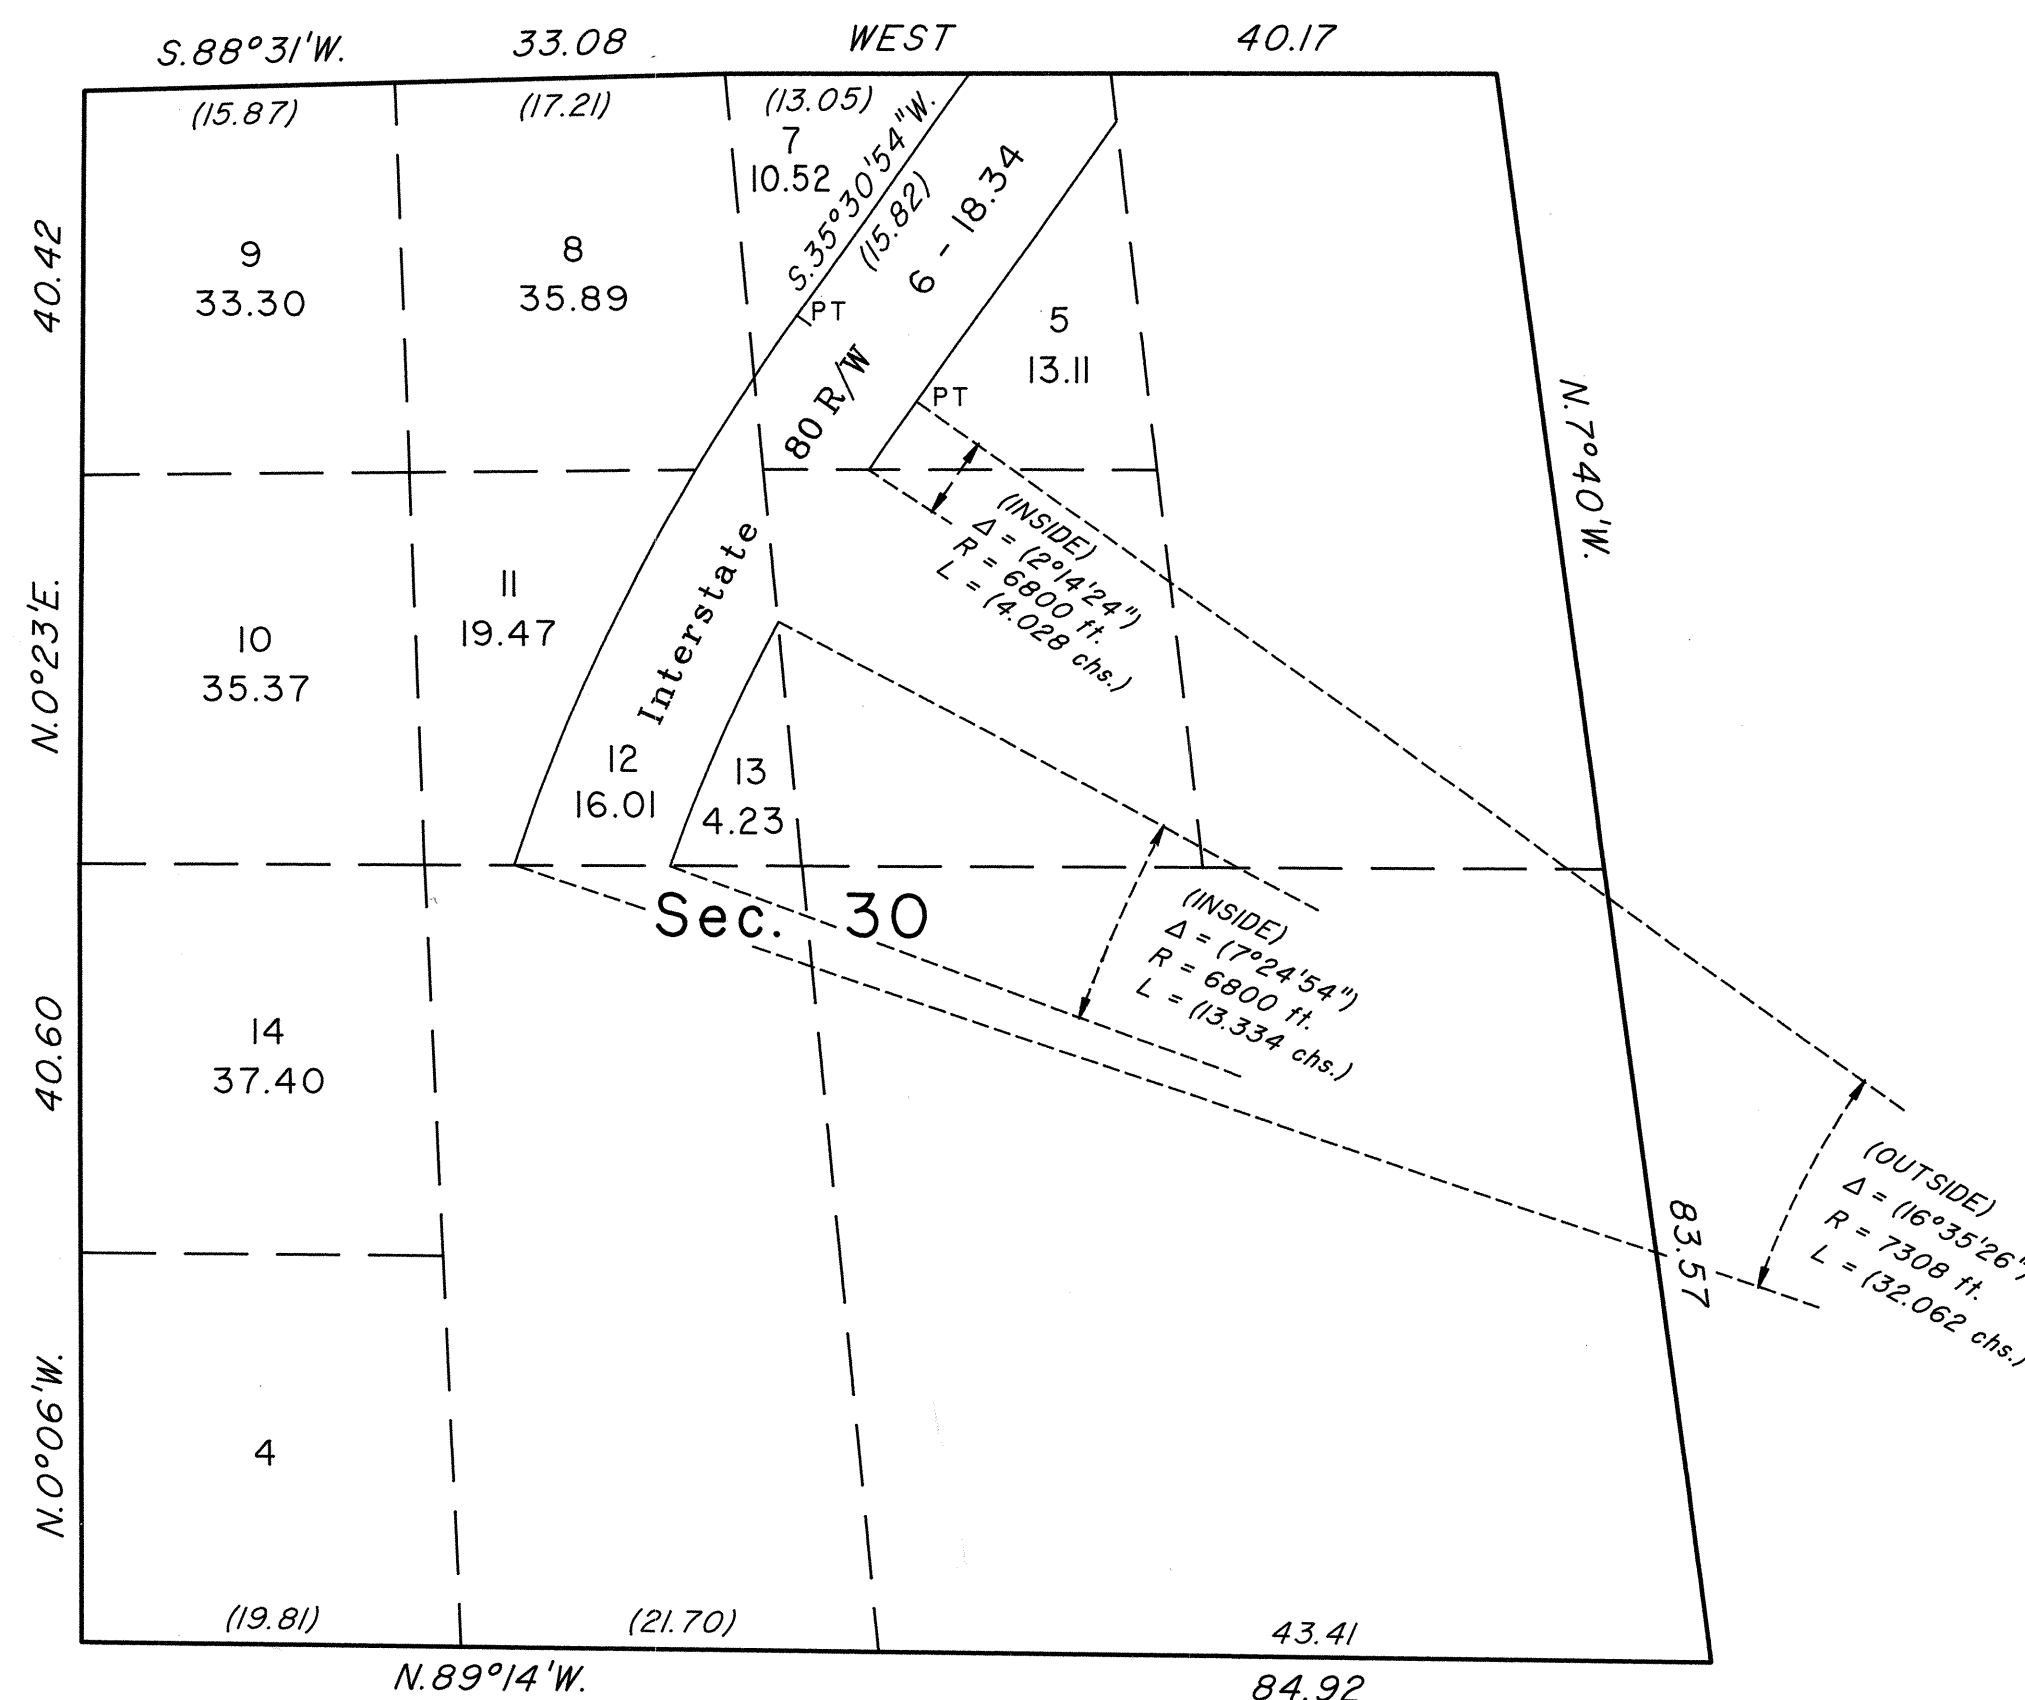 S.88°31'W. 33.08 WEST 40.17
(15.87) (17.21) (13.05)
7
10.52
S.35°30'54"W.
(15.82)
6 - 18.34
40.42
9
33.30
8
35.89
PT
5
13.11
PT
80 R/W
N.7°40'W.
(INSIDE)
Δ = (2°14'24")
R = 6800 ft.
L = (4.028 chs.)
Interstate
11
19.47
N.0°23'E.
10
35.37
12
16.01
13
4.23
Sec. 30
(INSIDE)
Δ = (7°24'54")
R = 6800 ft.
L = (13.334 chs.)
40.60
14
37.40
(OUTSIDE)
Δ = (16°35'26")
R = 7308 ft.
L = (32.062 chs.)
83.57
N.0°06'W.
4
(19.81) (21.70) 43.41
N.89°14'W. 84.92